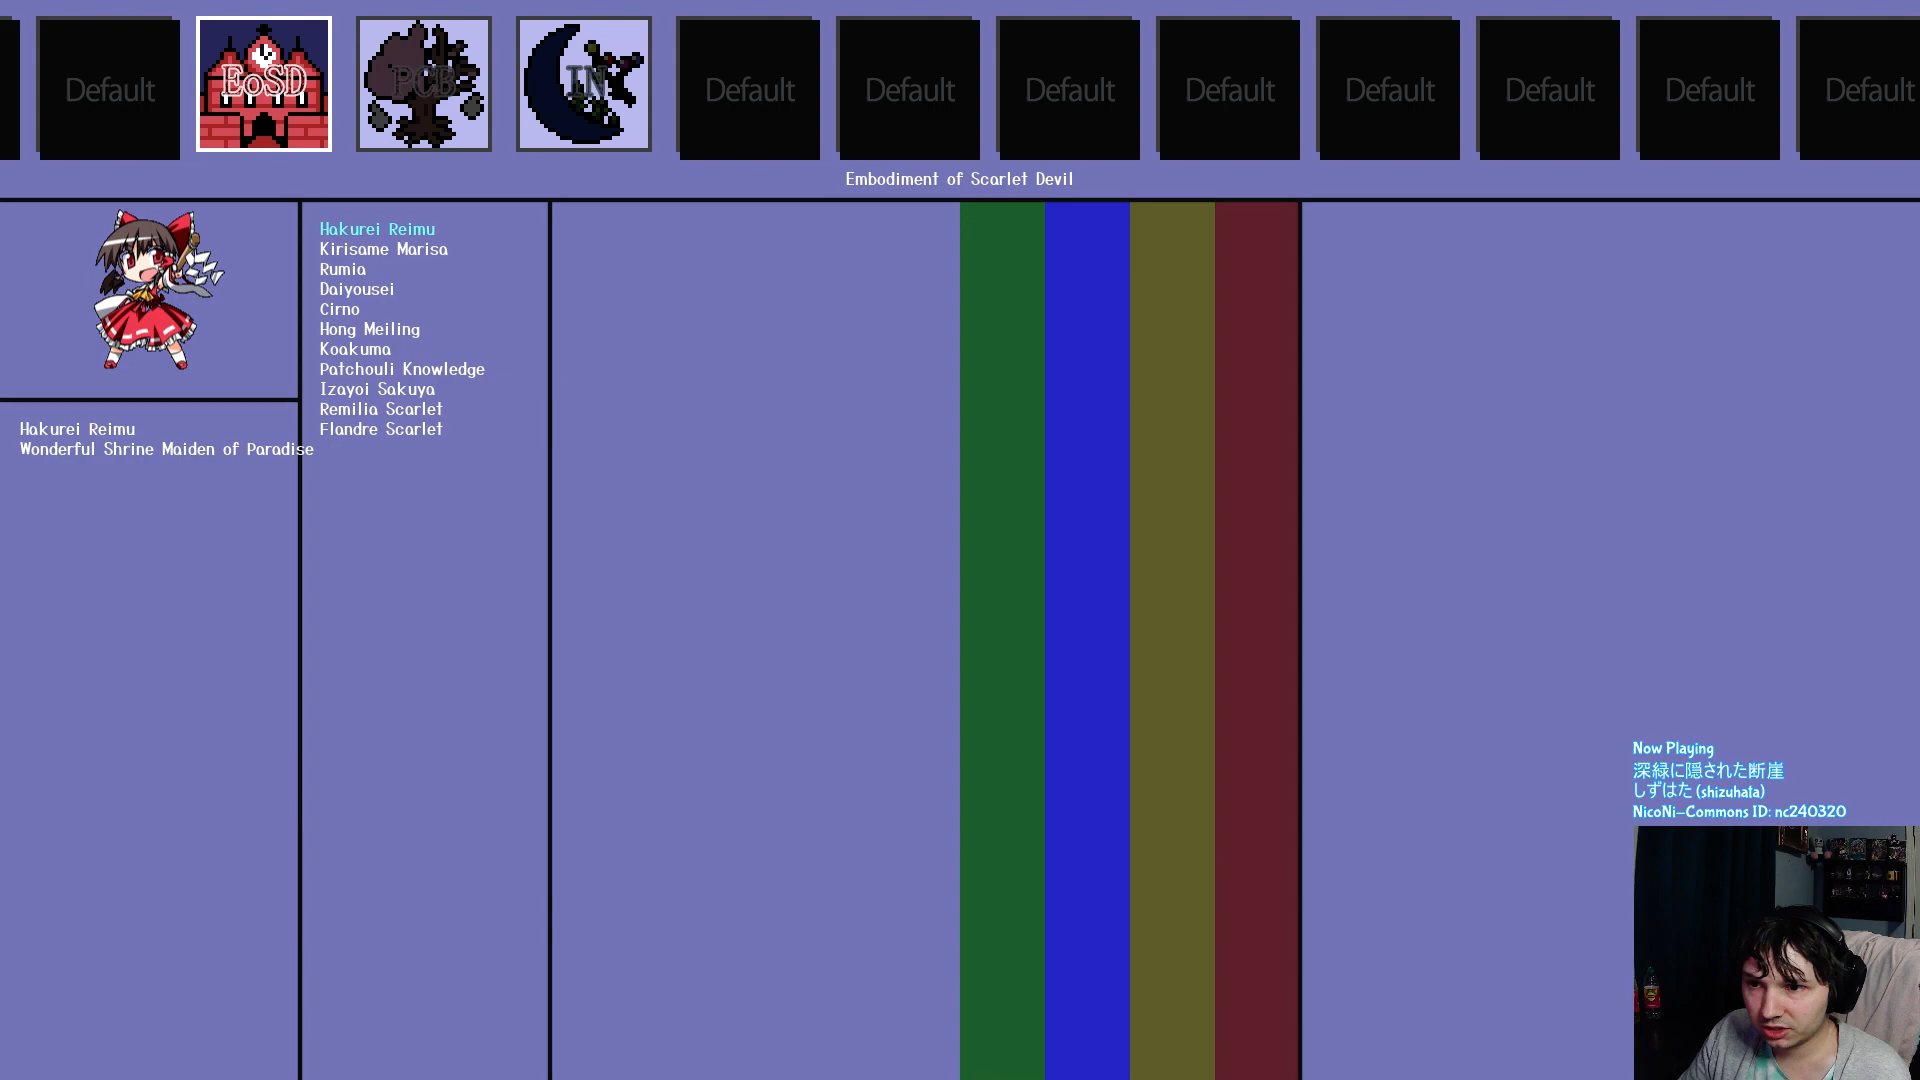 Default
EoSD
PCB
IN
Default
Default
Default
Default
Default
Default
Default
Default
Embodiment of Scarlet Devil
Hakurei Reimu
Wonderful Shrine Maiden of Paradise
Hakurei Reimu
Kirisame Marisa
Rumia
Daiyousei
Cirno
Hong Meiling
Koakuma
Patchouli Knowledge
Izayoi Sakuya
Remilia Scarlet
Flandre Scarlet
Now Playing
深緑に隠された断崖
しずはた (shizuhata)
NicoNi-Commons ID: nc240320